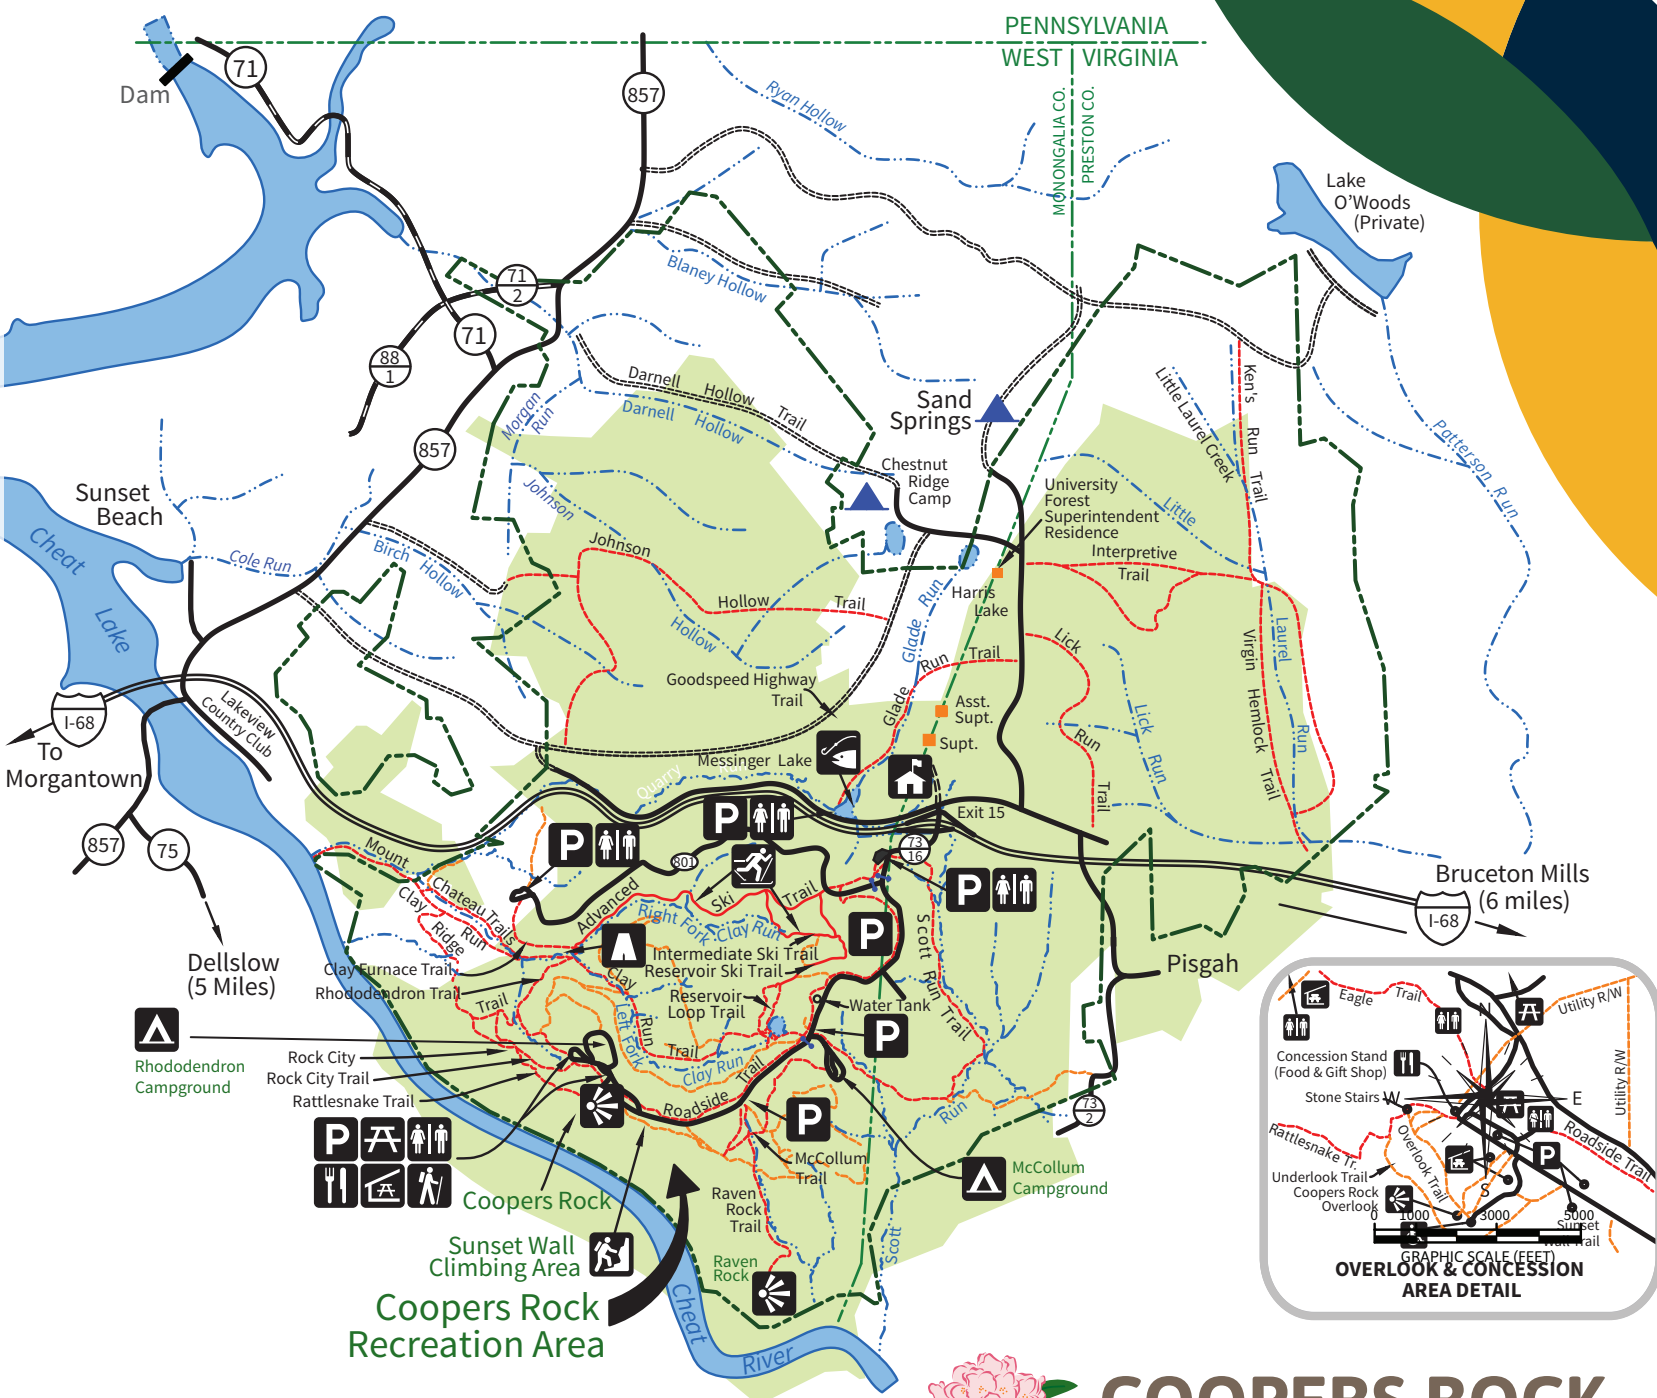 PENNSYLVANIA
WEST VIRGINIA
MONONGALIA CO.
PRESTON CO.
Dam
71
857
Ryan Hollow
Lake
O'Woods
(Private)
Blaney Hollow
71
2
71
88
1
Darnell Hollow Trail
Darnell Hollow
Morgan
Run
Sand
Springs
Little Laurel Creek
Ken's Run Trail
Patterson Run
857
Chestnut
Ridge
Camp
University
Forest
Superintendent
Residence
Sunset
Beach
Johnson
Little
Cheat
Lake
Cole Run
Birch Hollow
Johnson
Hollow Trail
Hollow
Interpretive
Trail
Harris
Lake
Glade Run
Lick
Run
Trail
Virgin Hemlock Trail
Laurel
Run
Glade Run Trail
Goodspeed Highway
Trail
Asst.
Supt.
Supt.
Lick
Run
Lakeview
Country Club
I-68
To
Morgantown
Messinger Lake
Quarry Run
Exit 15
P
P
857
75
801
73
16
Mount
Chateau Trails
Clay
Run
Ridge
Trail
Advanced Ski Trail
Right Fork Clay Run
P
P
Scott Run Trail
Bruceton Mills
(6 miles)
I-68
Dellslow
(5 Miles)
Clay Furnace Trail
Rhododendron Trail
Intermediate Ski Trail
Reservoir Ski Trail
Reservoir
Loop Trail
Water Tank
P
Pisgah
Clay
Run
Trail
Left Fork
Clay Run
Rhododendron
Campground
Rock City
Rock City Trail
Rattlesnake Trail
Roadside Trail
P
P
73
2
Run
McCollum
Trail
McCollum
Campground
Coopers Rock
Raven
Rock
Trail
Sunset Wall
Climbing Area
Raven
Rock
Scott
Coopers Rock
Recreation Area
Cheat
River
Eagle Trail
Utility R/W
Utility R/W
N
Concession Stand
(Food & Gift Shop)
Stone Stairs
W
E
S
Rattlesnake Tr.
Overlook Trail
Roadside Trail
P
Underlook Trail
Coopers Rock
Overlook
Sunset
Wall Trail
0 1000 3000 5000
GRAPHIC SCALE (FEET)
OVERLOOK & CONCESSION
AREA DETAIL
COOPERS ROCK